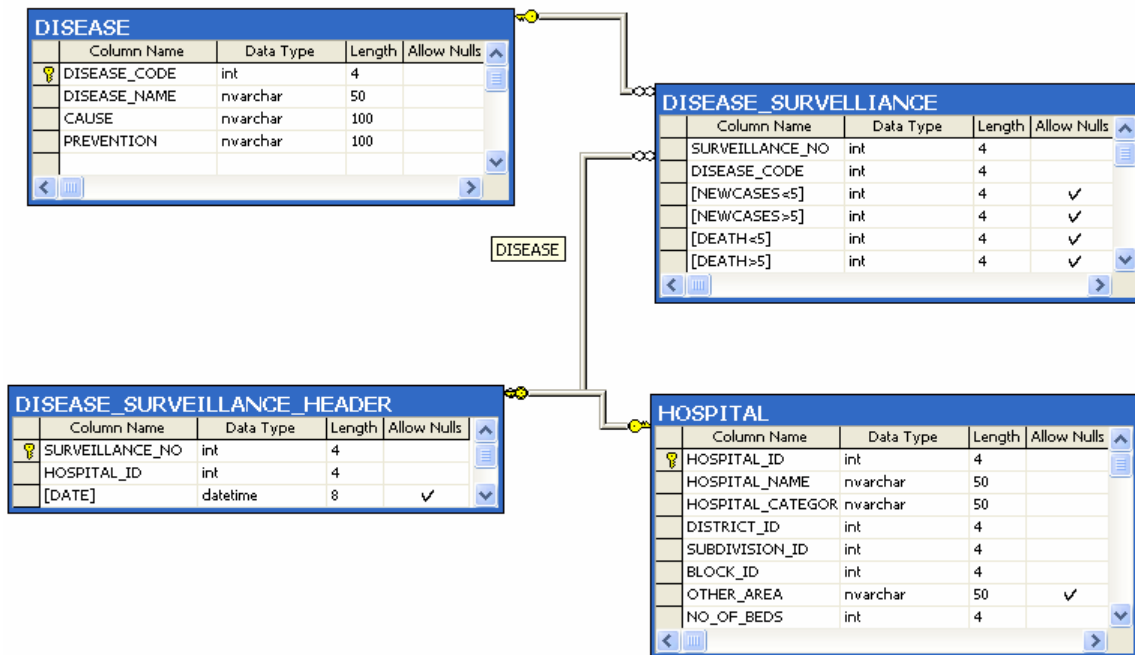 DISEASE
Column Name Data Type Length Allow Nulls
DISEASE_CODE int 4
DISEASE_NAME nvarchar 50
CAUSE nvarchar 100
PREVENTION nvarchar 100
DISEASE_SURVELLIANCE
Column Name Data Type Length Allow Nulls
SURVEILLANCE_NO int 4
DISEASE_CODE int 4
[NEWCASES<5] int 4 ✓
[NEWCASES>5] int 4 ✓
[DEATH<5] int 4 ✓
[DEATH>5] int 4 ✓
DISEASE
DISEASE_SURVEILLANCE_HEADER
Column Name Data Type Length Allow Nulls
SURVEILLANCE_NO int 4
HOSPITAL_ID int 4
[DATE] datetime 8 ✓
HOSPITAL
Column Name Data Type Length Allow Nulls
HOSPITAL_ID int 4
HOSPITAL_NAME nvarchar 50
HOSPITAL_CATEGOR nvarchar 50
DISTRICT_ID int 4
SUBDIVISION_ID int 4
BLOCK_ID int 4
OTHER_AREA nvarchar 50 ✓
NO_OF_BEDS int 4